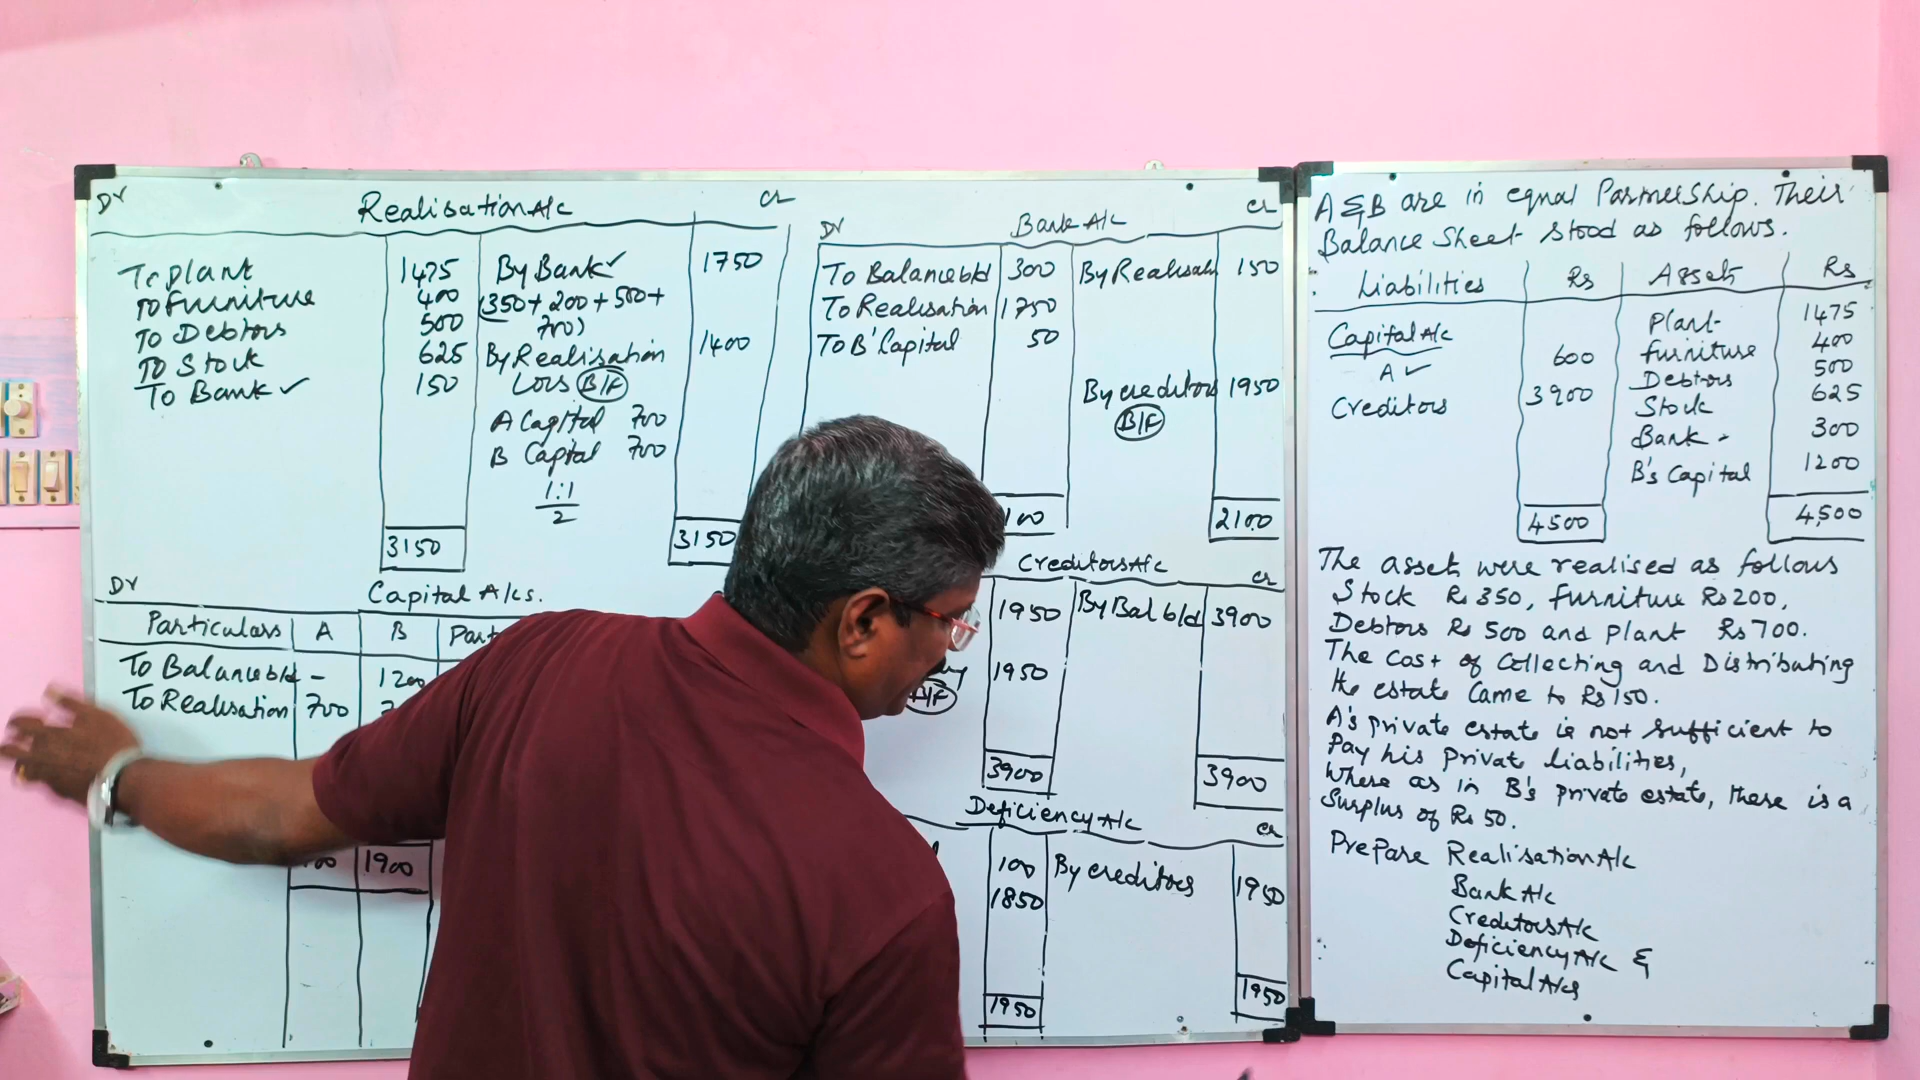 Dr Realisation A/c Cr
To Plant 1475 By Bank ✓ 1750
To Furniture 400 (350+200+500+
To Debtors 500 700)
To Stock 625 By Realisation 1400
To Bank ✓ 150 Loss B/F
A Capital 700
B Capital 700
1:1
2
3150 3150
Dr Capital A/cs.
Particulars A B
To Balance b/d - 1200
To Realisation 700
1900
Dr Bank A/c Cr
To Balance b/d 300 By Realisati 150
To Realisation 1750
To B' Capital 50
By creditors 1950
B/F
100 2100
Creditors A/c Cr
1950 By Bal b/d 3900
1950
B/F
3900 3900
Deficiency A/c Cr
100 By creditors 1950
1850
1950 1950
A & B are in equal Partnership. Their
Balance Sheet stood as follows.
Liabilities Rs Assets Rs
Capital A/c Plant 1475
A ✓ 600 furniture 400
Creditors 3900 Debtors 500
Stock 625
Bank - 300
B's Capital 1200
4500 4,500
The assets were realised as follows
Stock Rs 350, furniture Rs 200,
Debtors Rs 500 and Plant Rs 700.
The Cost of Collecting and Distributing
the estate Came to Rs 150.
A's private estate is not sufficient to
Pay his private liabilities,
Where as in B's private estate, there is a
Surplus of Rs 50.
Prepare Realisation A/c
Bank A/c
Creditors A/c
Deficiency A/c &
Capital A/cs